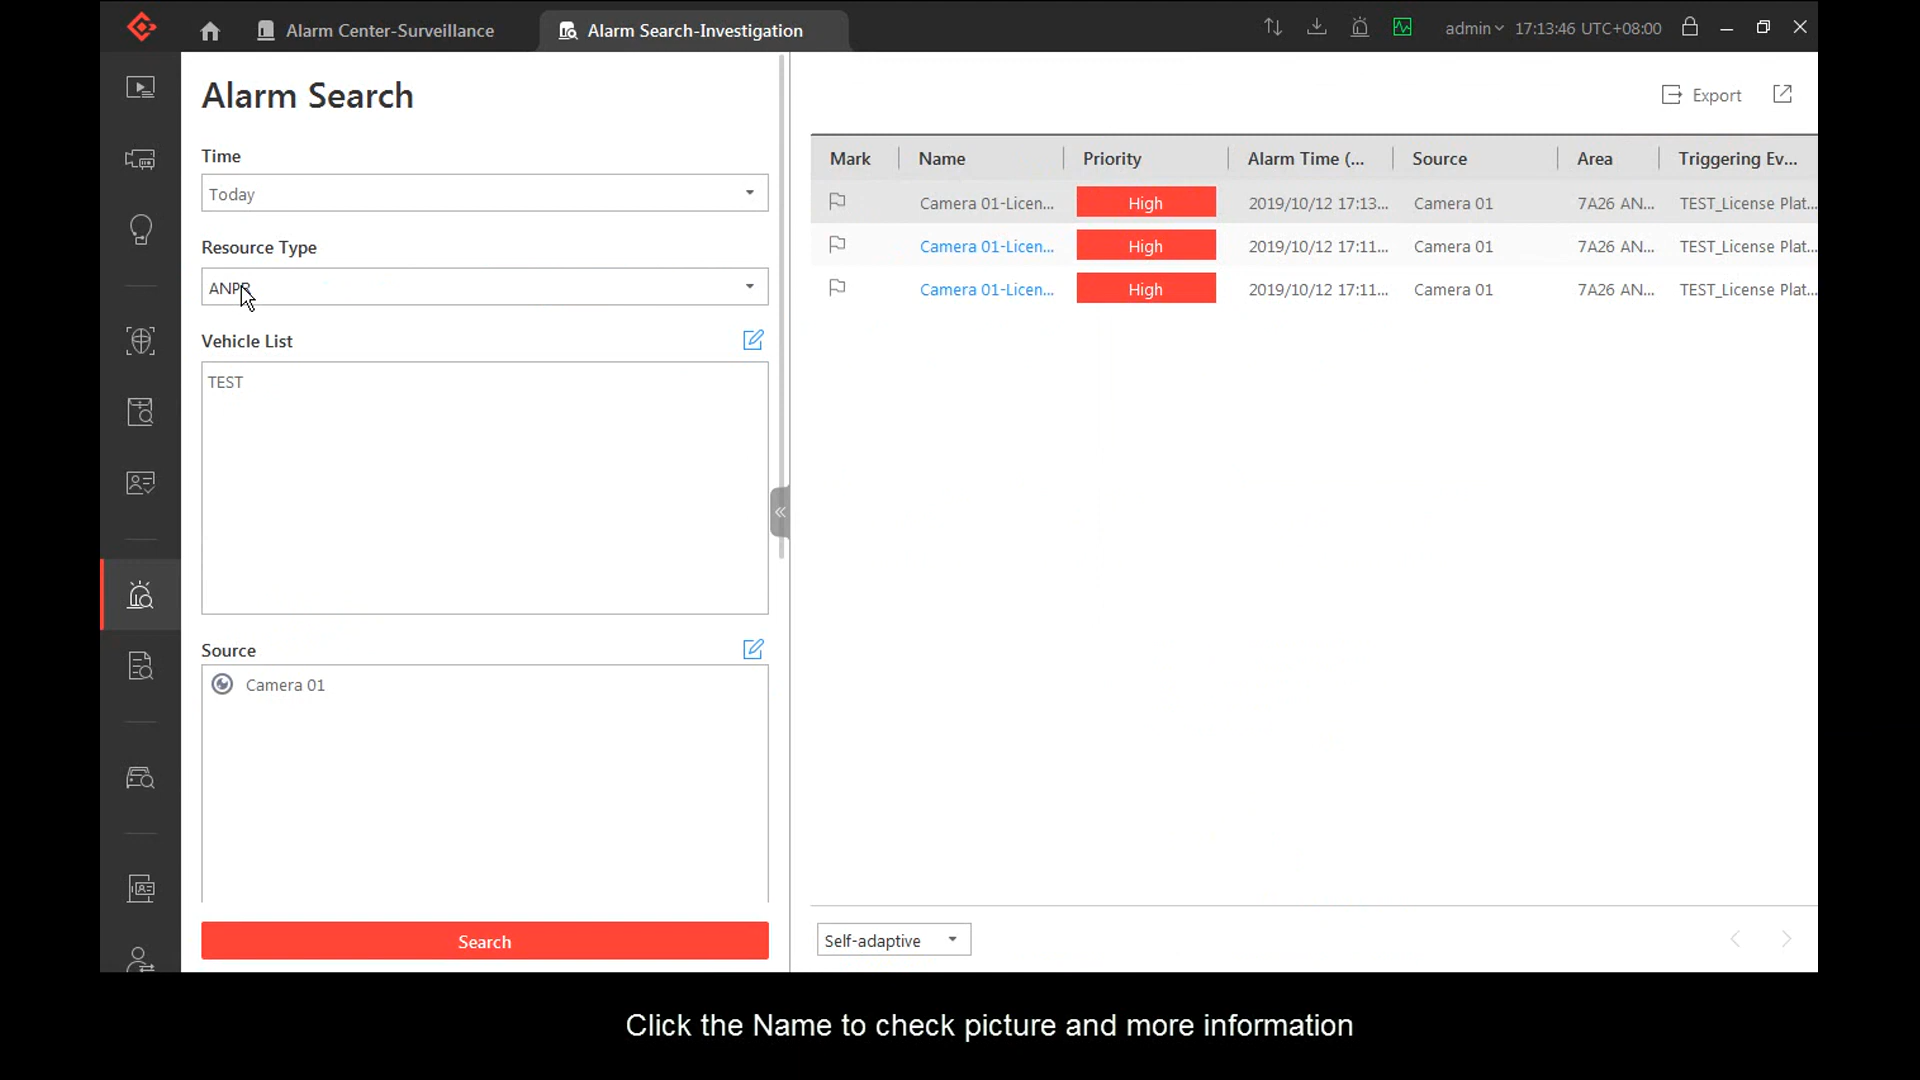 Alarm Center-Surveillance
Alarm Search-Investigation
admin
17:13:46 UTC+08:00
Alarm Search
Time
Today
Resource Type
ANPR
Vehicle List
TEST
Source
Camera 01
Search
Export
Mark Name Priority Alarm Time (... Source Area Triggering Ev...
Camera 01-Licen... High 2019/10/12 17:13... Camera 01 7A26 AN... TEST_License Plat...
Camera 01-Licen... High 2019/10/12 17:11... Camera 01 7A26 AN... TEST_License Plat...
Camera 01-Licen... High 2019/10/12 17:11... Camera 01 7A26 AN... TEST_License Plat...
Self-adaptive
Click the Name to check picture and more information